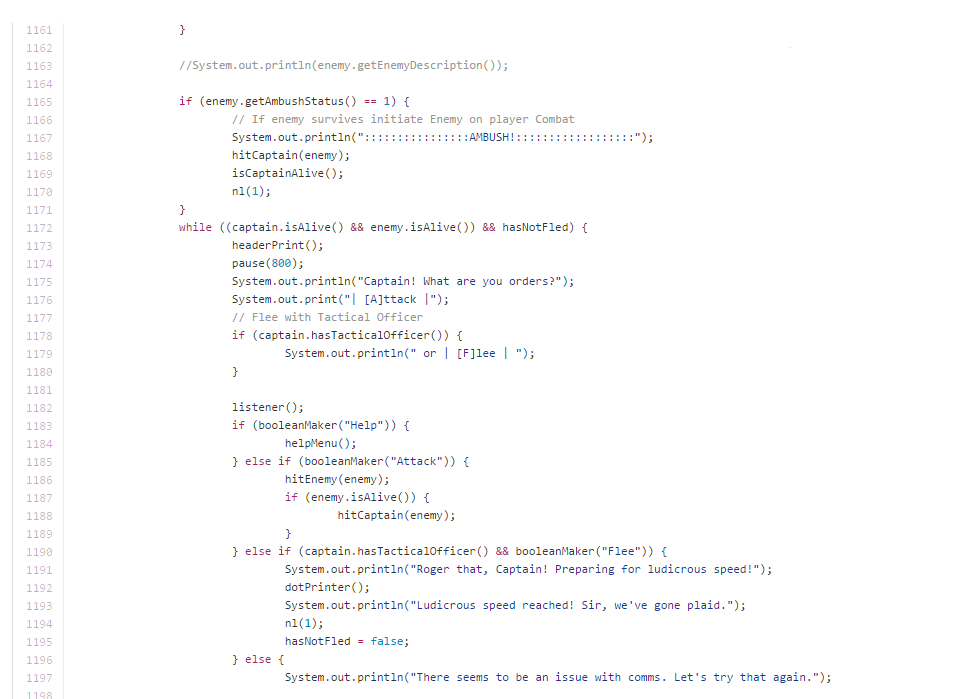 1161 }
1162
1163 //System.out.println(enemy.getEnemyDescription());
1164
1165 if (enemy.getAmbushStatus() == 1) {
1166 // If enemy survives initiate Enemy on player Combat
1167 System.out.println("::::::::::::::::AMBUSH!::::::::::::::::::");
1168 hitCaptain(enemy);
1169 isCaptainAlive();
1170 nl(1);
1171 }
1172 while ((captain.isAlive() && enemy.isAlive()) && hasNotFled) {
1173 headerPrint();
1174 pause(800);
1175 System.out.println("Captain! What are you orders?");
1176 System.out.print("| [A]ttack |");
1177 // Flee with Tactical Officer
1178 if (captain.hasTacticalOfficer()) {
1179 System.out.println(" or | [F]lee | ");
1180 }
1181
1182 listener();
1183 if (booleanMaker("Help")) {
1184 helpMenu();
1185 } else if (booleanMaker("Attack")) {
1186 hitEnemy(enemy);
1187 if (enemy.isAlive()) {
1188 hitCaptain(enemy);
1189 }
1190 } else if (captain.hasTacticalOfficer() && booleanMaker("Flee")) {
1191 System.out.println("Roger that, Captain! Preparing for ludicrous speed!");
1192 dotPrinter();
1193 System.out.println("Ludicrous speed reached! Sir, we've gone plaid.");
1194 nl(1);
1195 hasNotFled = false;
1196 } else {
1197 System.out.println("There seems to be an issue with comms. Let's try that again.");
1198